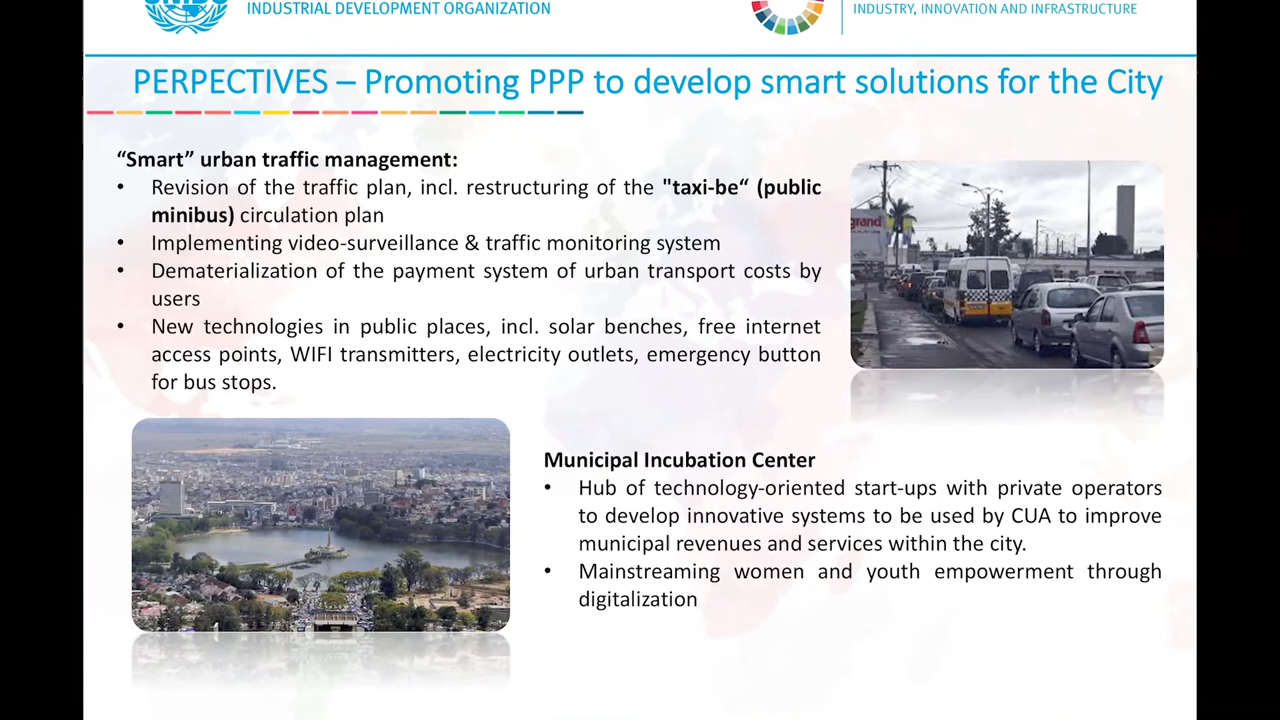 INDUSTRIAL DEVELOPMENT ORGANIZATION
INDUSTRY, INNOVATION AND INFRASTRUCTURE
PERPECTIVES – Promoting PPP to develop smart solutions for the City
“Smart” urban traffic management:
• Revision of the traffic plan, incl. restructuring of the "taxi-be“ (public
minibus) circulation plan
• Implementing video-surveillance & traffic monitoring system
• Dematerialization of the payment system of urban transport costs by
users
• New technologies in public places, incl. solar benches, free internet
access points, WIFI transmitters, electricity outlets, emergency button
for bus stops.
grand
Municipal Incubation Center
• Hub of technology-oriented start-ups with private operators
to develop innovative systems to be used by CUA to improve
municipal revenues and services within the city.
• Mainstreaming women and youth empowerment through
digitalization